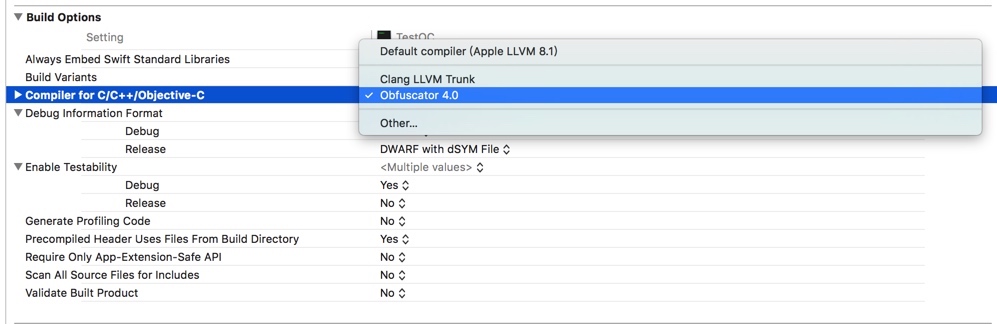 Build Options
Setting TestOC
Default compiler (Apple LLVM 8.1)
Always Embed Swift Standard Libraries
Build Variants Clang LLVM Trunk
Compiler for C/C++/Objective-C ✓ Obfuscator 4.0
Debug Information Format
Other...
Debug
Release DWARF with dSYM File
Enable Testability <Multiple values>
Debug Yes
Release No
Generate Profiling Code No
Precompiled Header Uses Files From Build Directory Yes
Require Only App-Extension-Safe API No
Scan All Source Files for Includes No
Validate Built Product No